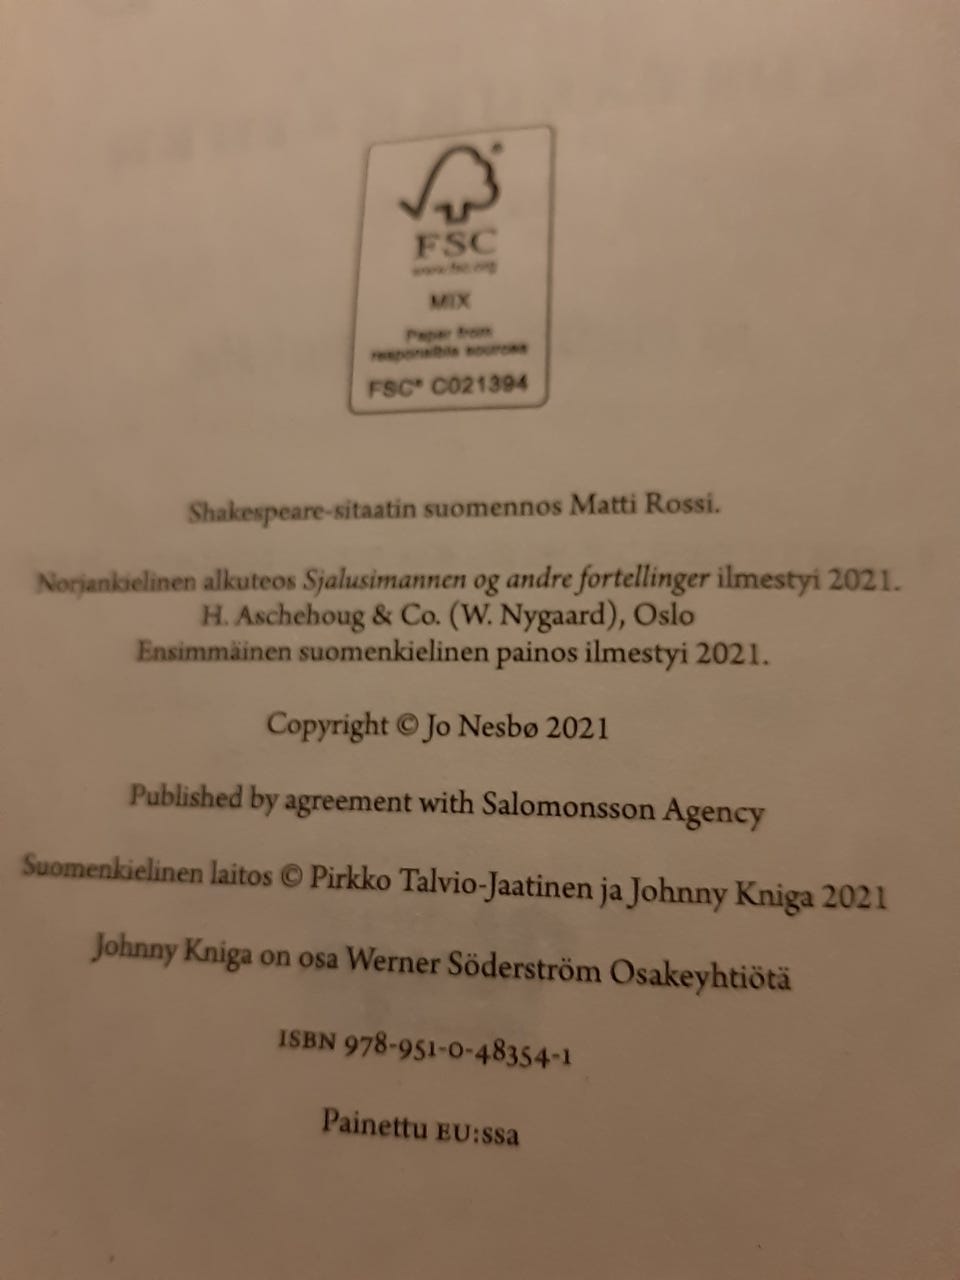 FSC®
www.fsc.org
MIX
Paper from
responsible sources
FSC® C021394
Shakespeare-sitaatin suomennos Matti Rossi.
Norjankielinen alkuteos Sjalusimannen og andre fortellinger ilmestyi 2021.
H. Aschehoug & Co. (W. Nygaard), Oslo
Ensimmäinen suomenkielinen painos ilmestyi 2021.
Copyright © Jo Nesbø 2021
Published by agreement with Salomonsson Agency
Suomenkielinen laitos © Pirkko Talvio-Jaatinen ja Johnny Kniga 2021
Johnny Kniga on osa Werner Söderström Osakeyhtiötä
ISBN 978-951-0-48354-1
Painettu EU:ssa